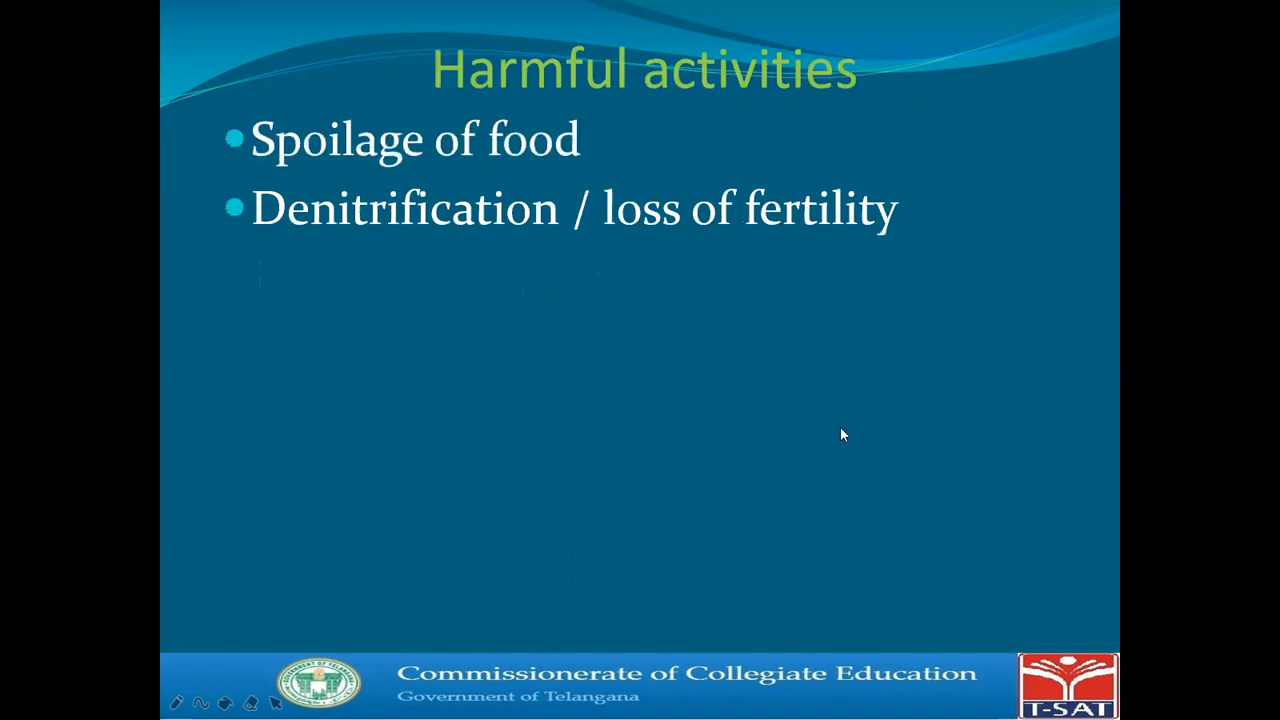 Harmful activities
Spoilage of food
Denitrification / loss of fertility
Commissionerate of Collegiate Education
Government of Telangana
T-SAT